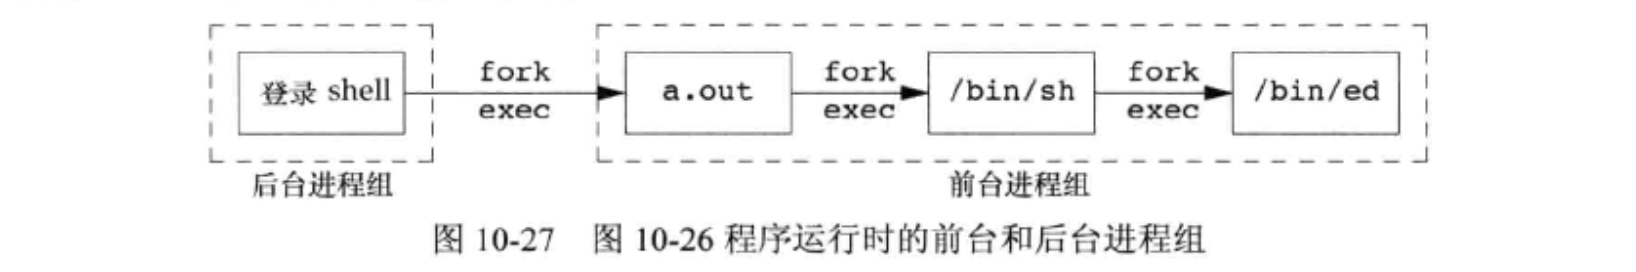 登录 shell
fork
exec
a.out
fork
exec
/bin/sh
fork
exec
/bin/ed
后台进程组
前台进程组
图 10-27 图 10-26 程序运行时的前台和后台进程组